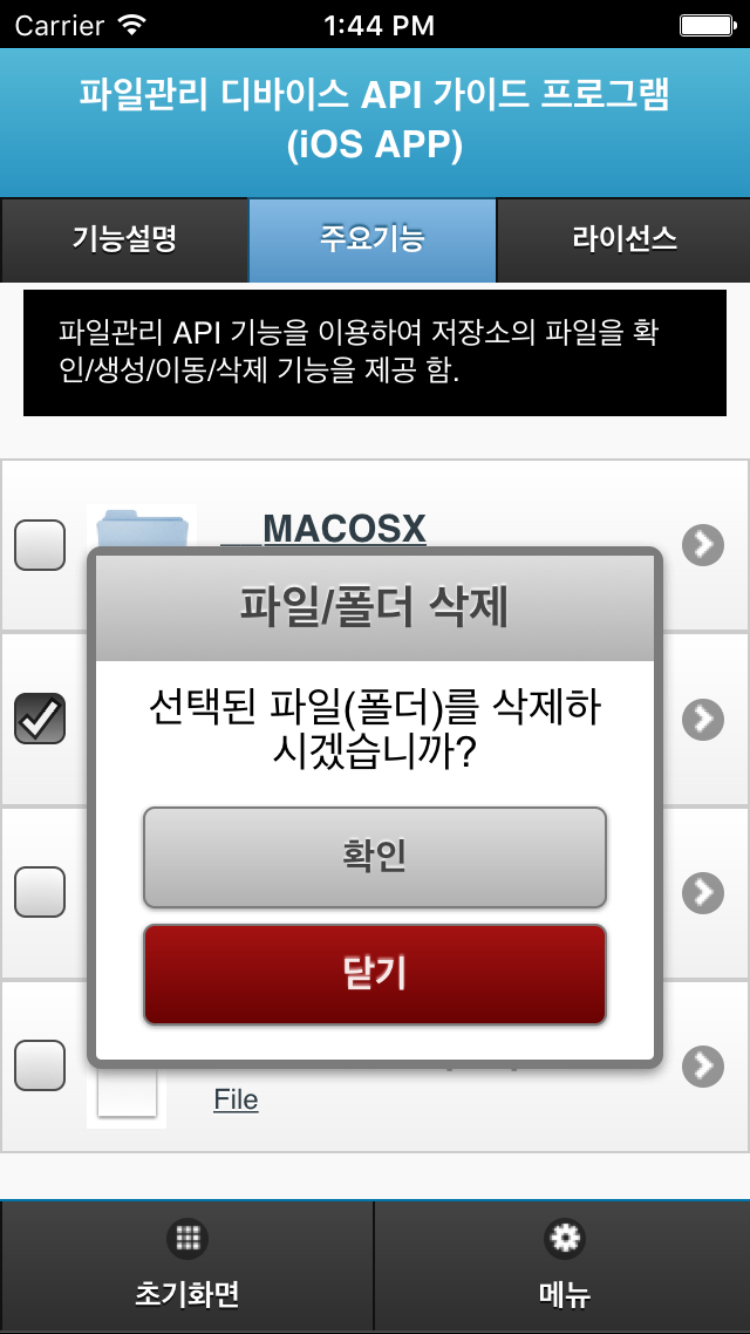 Carrier 1:44 PM
파일관리 디바이스 API 가이드 프로그램
(iOS APP)
기능설명 주요기능 라이선스
파일관리 API 기능을 이용하여 저장소의 파일을 확
인/생성/이동/삭제 기능을 제공 함.
__MACOSX
파일/폴더 삭제
선택된 파일(폴더)를 삭제하
시겠습니까?
확인
닫기
File
초기화면 메뉴